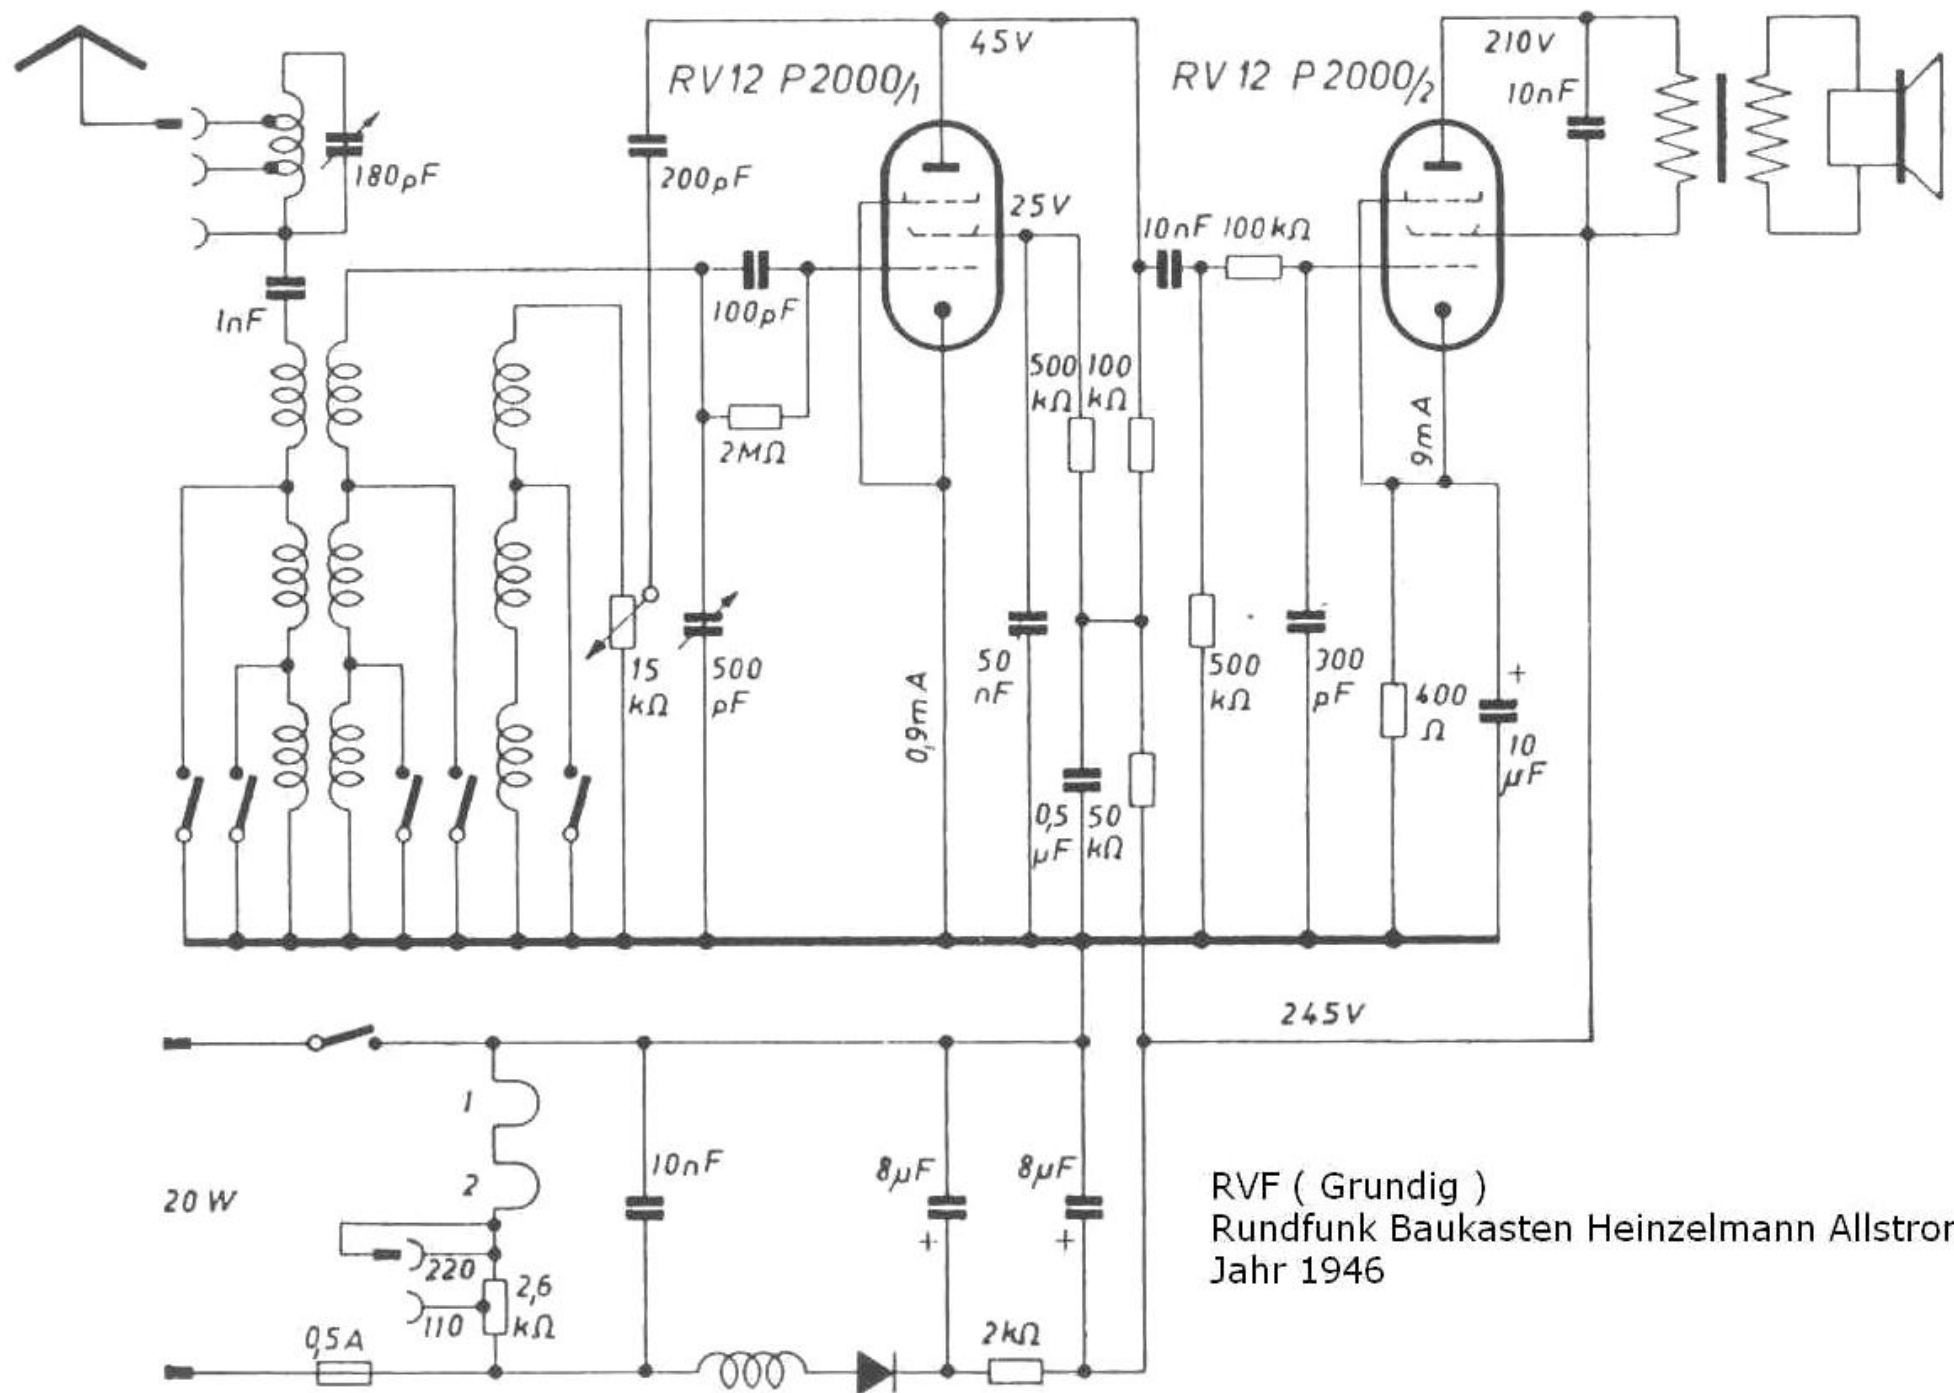 45V
210V
RV12 P2000/1
RV12 P2000/2
10nF
180pF
200pF
25V
10nF 100kΩ
1nF
100pF
500 100
kΩ kΩ
2MΩ
9mA
15
kΩ
500
pF
50
nF
500
kΩ
300
pF
+
400
Ω
10
µF
0,9mA
0,5 50
µF kΩ
245V
1
2
10nF
8µF
8µF
20 W
+
+
220
2,6
kΩ
110
0,5A
2kΩ
RVF ( Grundig )
Rundfunk Baukasten Heinzelmann Allstron
Jahr 1946